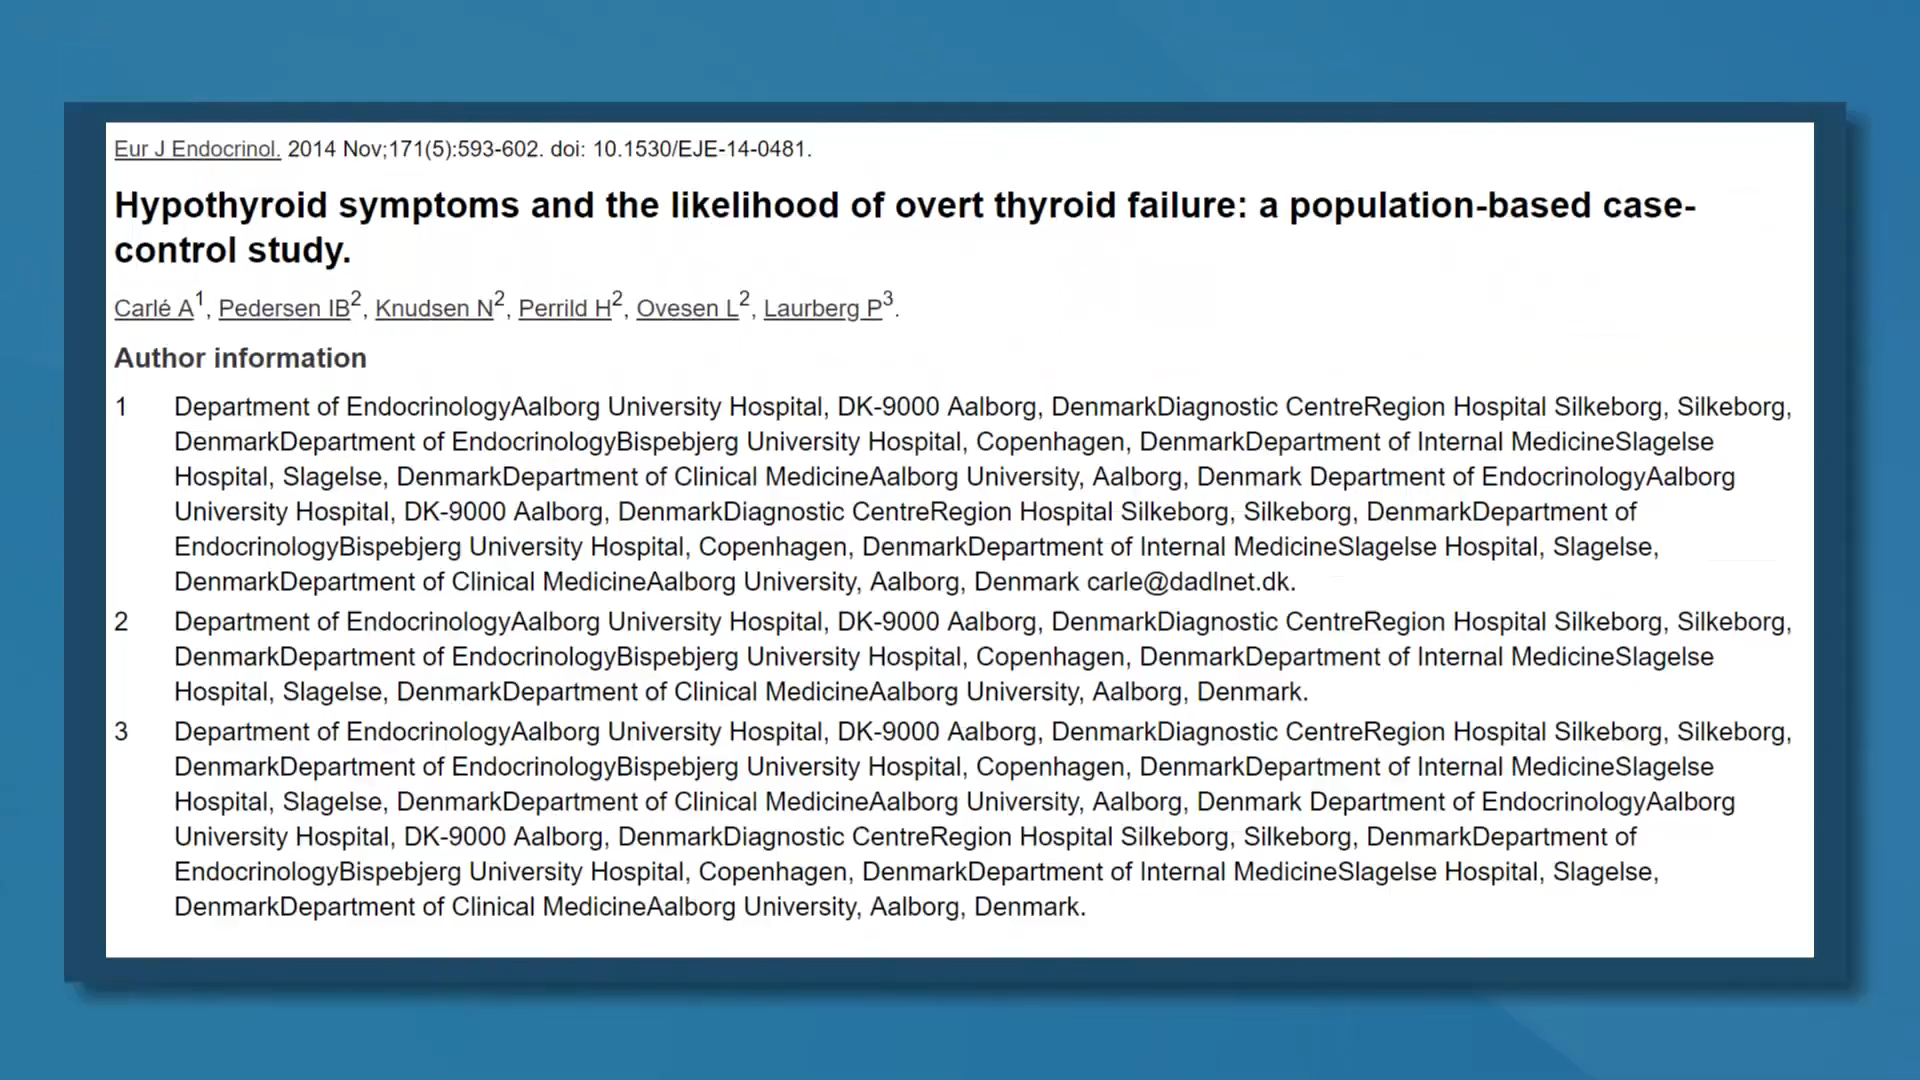 Eur J Endocrinol. 2014 Nov;171(5):593-602. doi: 10.1530/EJE-14-0481.
Hypothyroid symptoms and the likelihood of overt thyroid failure: a population-based case-
control study.
Carlé A1, Pedersen IB2, Knudsen N2, Perrild H2, Ovesen L2, Laurberg P3.
Author information
1 Department of EndocrinologyAalborg University Hospital, DK-9000 Aalborg, DenmarkDiagnostic CentreRegion Hospital Silkeborg, Silkeborg,
DenmarkDepartment of EndocrinologyBispebjerg University Hospital, Copenhagen, DenmarkDepartment of Internal MedicineSlagelse
Hospital, Slagelse, DenmarkDepartment of Clinical MedicineAalborg University, Aalborg, Denmark Department of EndocrinologyAalborg
University Hospital, DK-9000 Aalborg, DenmarkDiagnostic CentreRegion Hospital Silkeborg, Silkeborg, DenmarkDepartment of
EndocrinologyBispebjerg University Hospital, Copenhagen, DenmarkDepartment of Internal MedicineSlagelse Hospital, Slagelse,
DenmarkDepartment of Clinical MedicineAalborg University, Aalborg, Denmark carle@dadlnet.dk.
2 Department of EndocrinologyAalborg University Hospital, DK-9000 Aalborg, DenmarkDiagnostic CentreRegion Hospital Silkeborg, Silkeborg,
DenmarkDepartment of EndocrinologyBispebjerg University Hospital, Copenhagen, DenmarkDepartment of Internal MedicineSlagelse
Hospital, Slagelse, DenmarkDepartment of Clinical MedicineAalborg University, Aalborg, Denmark.
3 Department of EndocrinologyAalborg University Hospital, DK-9000 Aalborg, DenmarkDiagnostic CentreRegion Hospital Silkeborg, Silkeborg,
DenmarkDepartment of EndocrinologyBispebjerg University Hospital, Copenhagen, DenmarkDepartment of Internal MedicineSlagelse
Hospital, Slagelse, DenmarkDepartment of Clinical MedicineAalborg University, Aalborg, Denmark Department of EndocrinologyAalborg
University Hospital, DK-9000 Aalborg, DenmarkDiagnostic CentreRegion Hospital Silkeborg, Silkeborg, DenmarkDepartment of
EndocrinologyBispebjerg University Hospital, Copenhagen, DenmarkDepartment of Internal MedicineSlagelse Hospital, Slagelse,
DenmarkDepartment of Clinical MedicineAalborg University, Aalborg, Denmark.